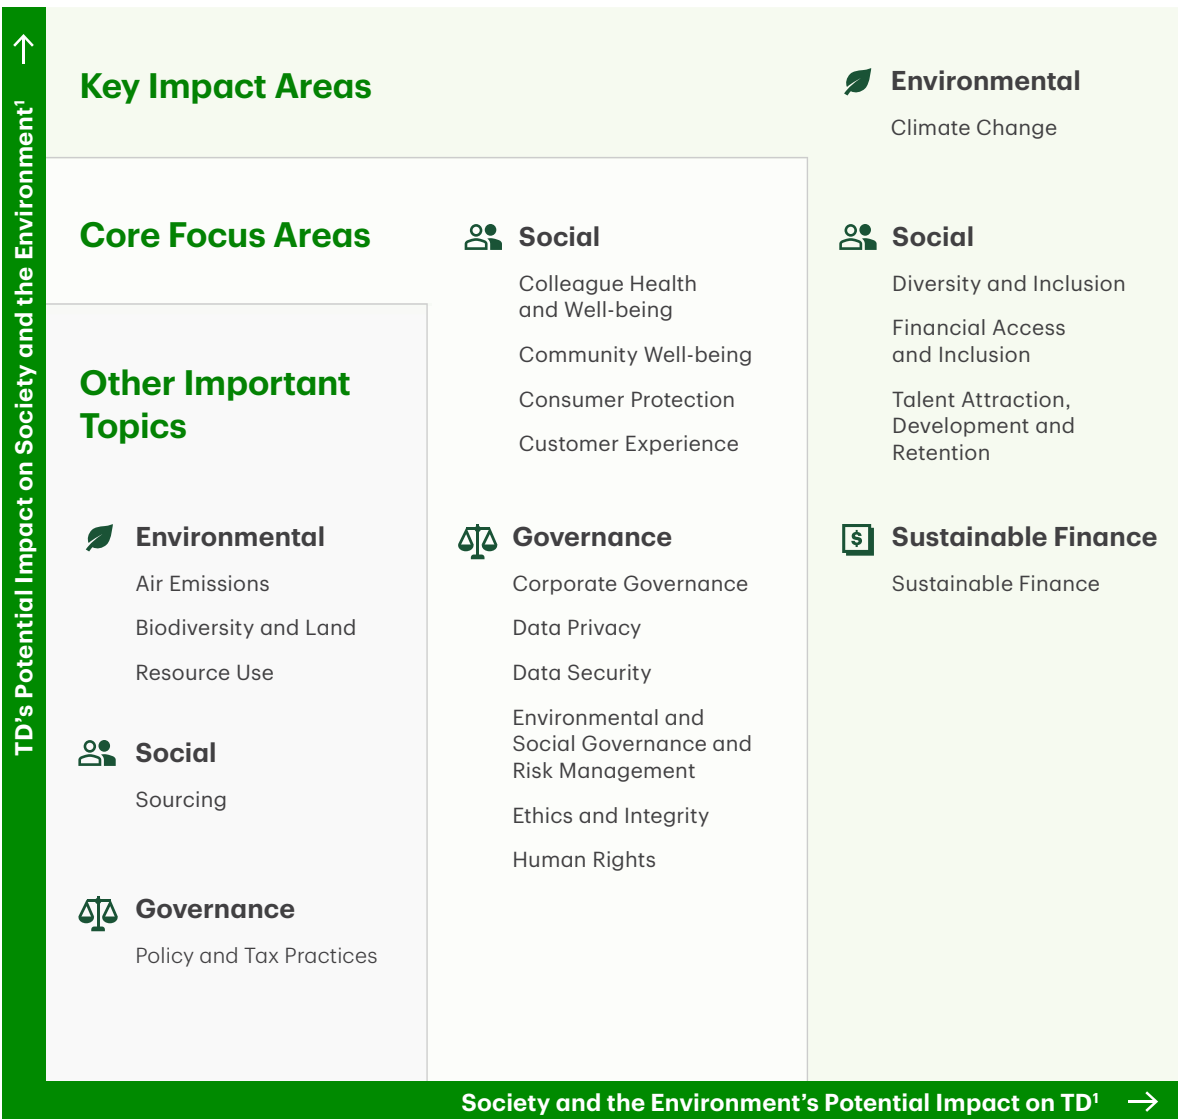 TD's Potential Impact on Society and the Environment¹
Key Impact Areas
Environmental
Climate Change
Social
Diversity and Inclusion
Financial Access
and Inclusion
Talent Attraction,
Development and
Retention
Sustainable Finance
Sustainable Finance
Core Focus Areas
Social
Colleague Health
and Well-being
Community Well-being
Consumer Protection
Customer Experience
Governance
Corporate Governance
Data Privacy
Data Security
Environmental and
Social Governance and
Risk Management
Ethics and Integrity
Human Rights
Other Important
Topics
Environmental
Air Emissions
Biodiversity and Land
Resource Use
Social
Sourcing
Governance
Policy and Tax Practices
Society and the Environment's Potential Impact on TD¹